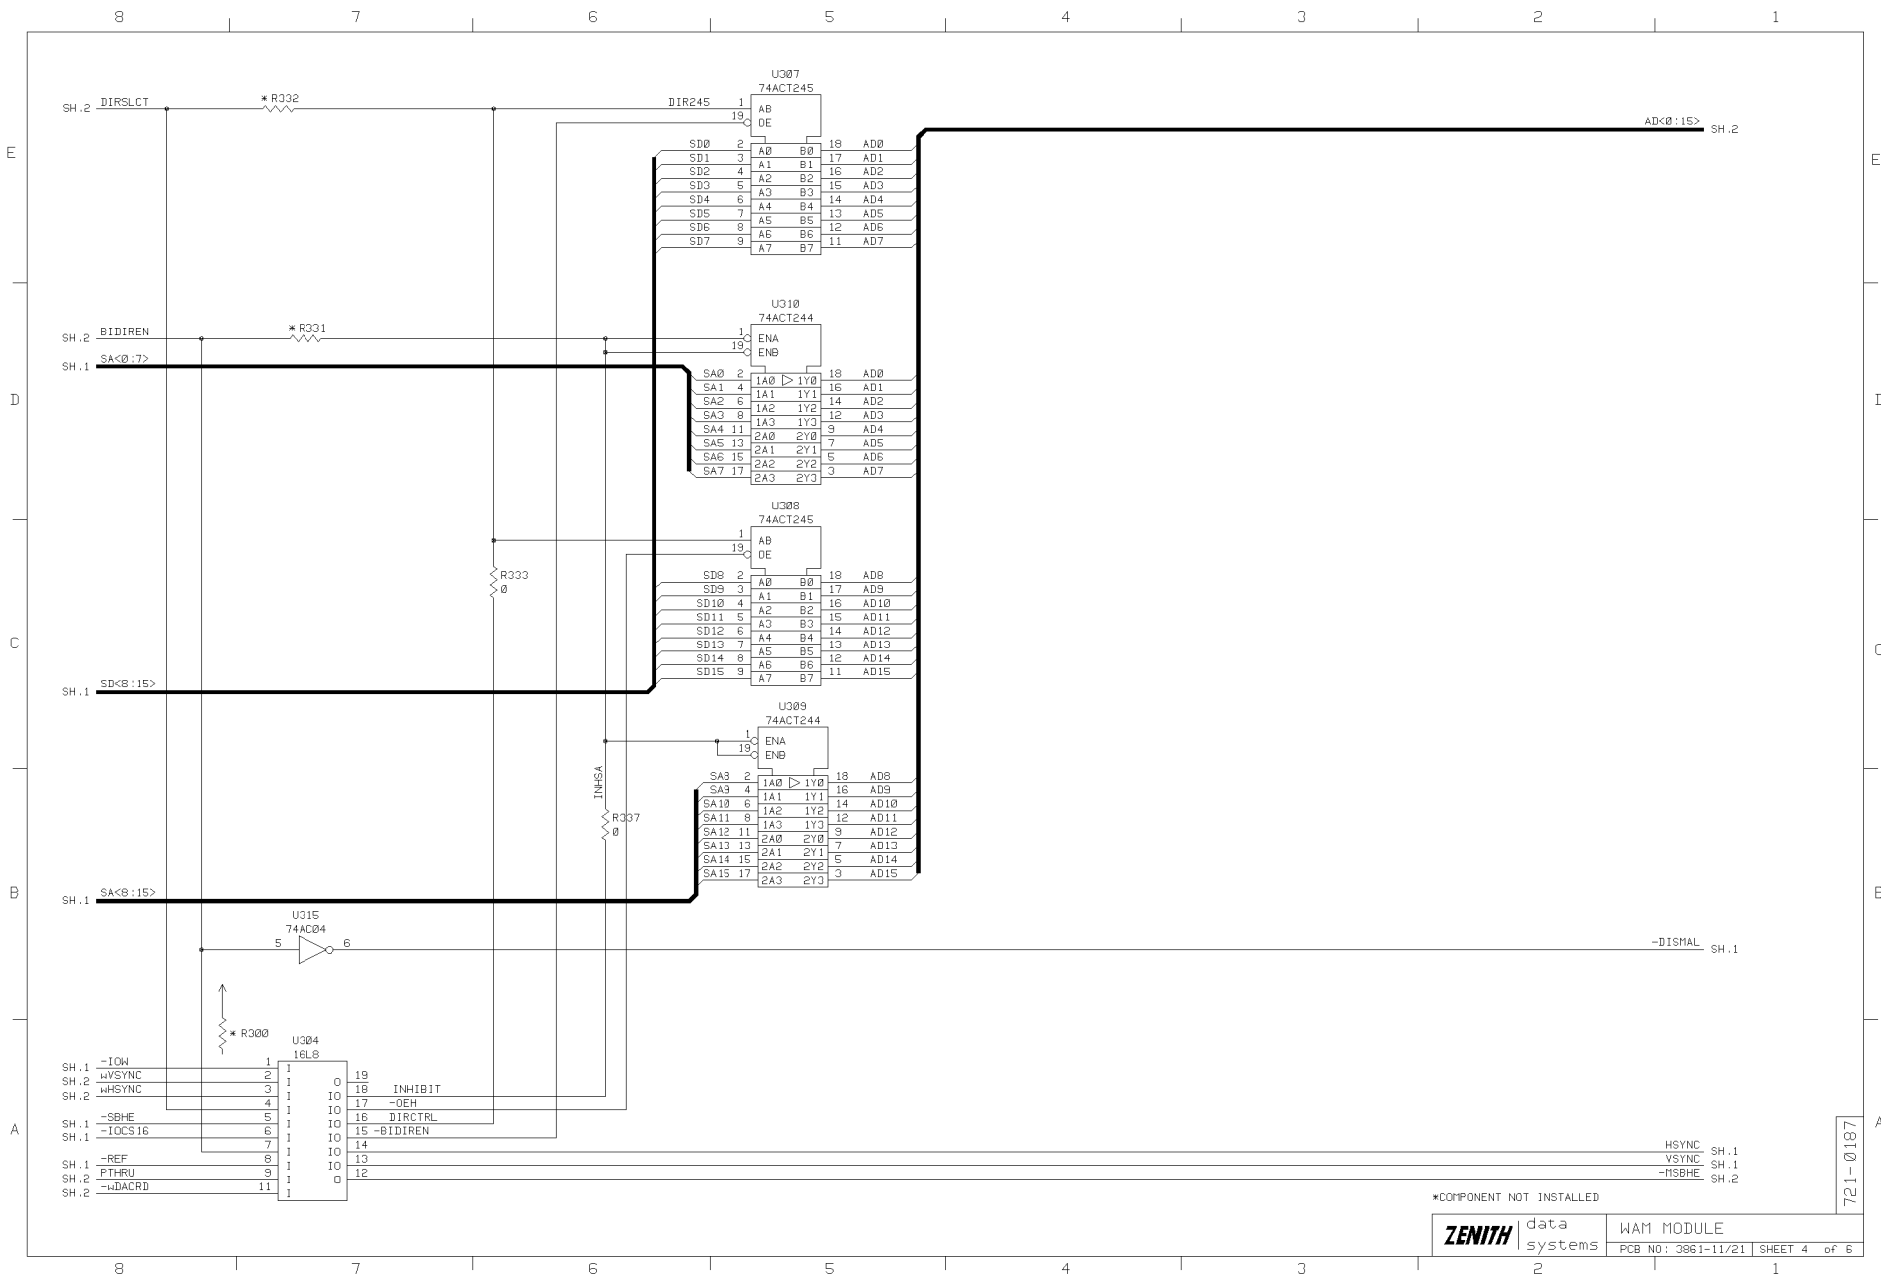 8 7 6 5 4 3 2 1
U307
74ACT245
SH.2 DIRSLCT * R332 DIR245 1 AB
19 OE
AD<0:15> SH.2
E E
SD0 2 A0 B0 18 AD0
SD1 3 A1 B1 17 AD1
SD2 4 A2 B2 16 AD2
SD3 5 A3 B3 15 AD3
SD4 6 A4 B4 14 AD4
SD5 7 A5 B5 13 AD5
SD6 8 A6 B6 12 AD6
SD7 9 A7 B7 11 AD7
U310
74ACT244
SH.2 BIDIREN * R331 1 ENA
19 ENB
SH.1 SA<0:7>
SA0 2 1A0 1Y0 18 AD0
SA1 4 1A1 1Y1 16 AD1
SA2 6 1A2 1Y2 14 AD2
SA3 8 1A3 1Y3 12 AD3
SA4 11 2A0 2Y0 9 AD4
SA5 13 2A1 2Y1 7 AD5
SA6 15 2A2 2Y2 5 AD6
SA7 17 2A3 2Y3 3 AD7
D
U308
74ACT245
1 AB
19 OE
R333
0
SD8 2 A0 B0 18 AD8
SD9 3 A1 B1 17 AD9
SD10 4 A2 B2 16 AD10
SD11 5 A3 B3 15 AD11
SD12 6 A4 B4 14 AD12
SD13 7 A5 B5 13 AD13
SD14 8 A6 B6 12 AD14
SD15 9 A7 B7 11 AD15
C C
SH.1 SD<8:15>
U309
74ACT244
1 ENA
19 ENB
INHSA
R337
0
SA8 2 1A0 1Y0 18 AD8
SA9 4 1A1 1Y1 16 AD9
SA10 6 1A2 1Y2 14 AD10
SA11 8 1A3 1Y3 12 AD11
SA12 11 2A0 2Y0 9 AD12
SA13 13 2A1 2Y1 7 AD13
SA14 15 2A2 2Y2 5 AD14
SA15 17 2A3 2Y3 3 AD15
B B
SH.1 SA<8:15>
U315
74AC04
5 6 -DISMAL SH.1
* R300
U304
16L8
SH.1 -IOW 1 I
SH.2 wVSYNC 2 I O 19
SH.2 wHSYNC 3 I IO 18 INHIBIT
4 I IO 17 -OEH
SH.1 -SBHE 5 I IO 16 DIRCTRL
SH.1 -IOCS16 6 I IO 15 -BIDIREN
7 I IO 14 HSYNC SH.1
SH.1 -REF 8 I IO 13 VSYNC SH.1
SH.2 PTHRU 9 I O 12 -MSBHE SH.2
SH.2 -wDACRD 11 I
A A
*COMPONENT NOT INSTALLED
721-0187
ZENITH data systems
WAM MODULE
PCB NO: 3861-11/21 SHEET 4 of 6
8 7 6 5 4 3 2 1